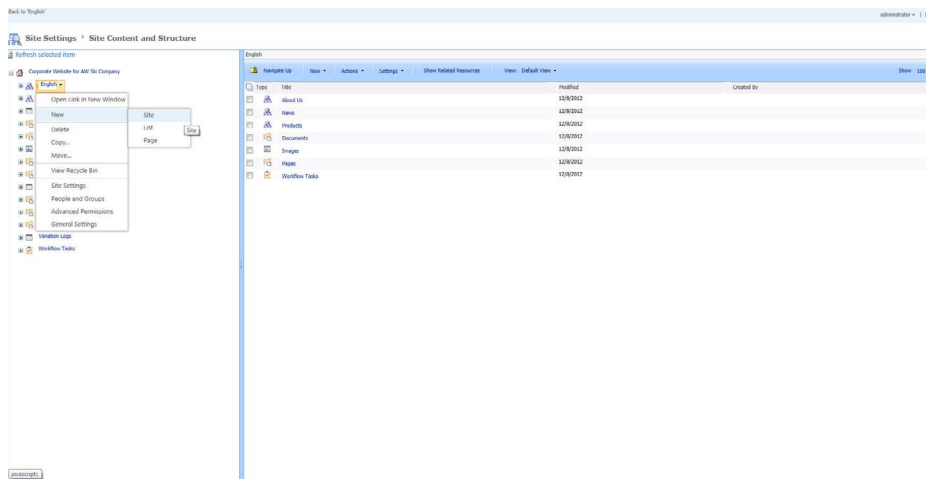 Back to 'English'
administrator
Site Settings › Site Content and Structure
Refresh selected item
English
Corporate Website for AW Ski Company
Navigate Up New Actions Settings Show Related Resources View: Default View Show 100
English
Type Title Modified Created By
Open Link in New Window
About Us 12/8/2012
New
Site
News 12/8/2012
Delete
List
Site
Products 12/8/2012
Copy...
Page
Documents 12/8/2012
Move...
Images 12/8/2012
View Recycle Bin
Pages 12/8/2012
Site Settings
Workflow Tasks 12/8/2012
People and Groups
Advanced Permissions
General Settings
Variation Logs
Workflow Tasks
javascript:;